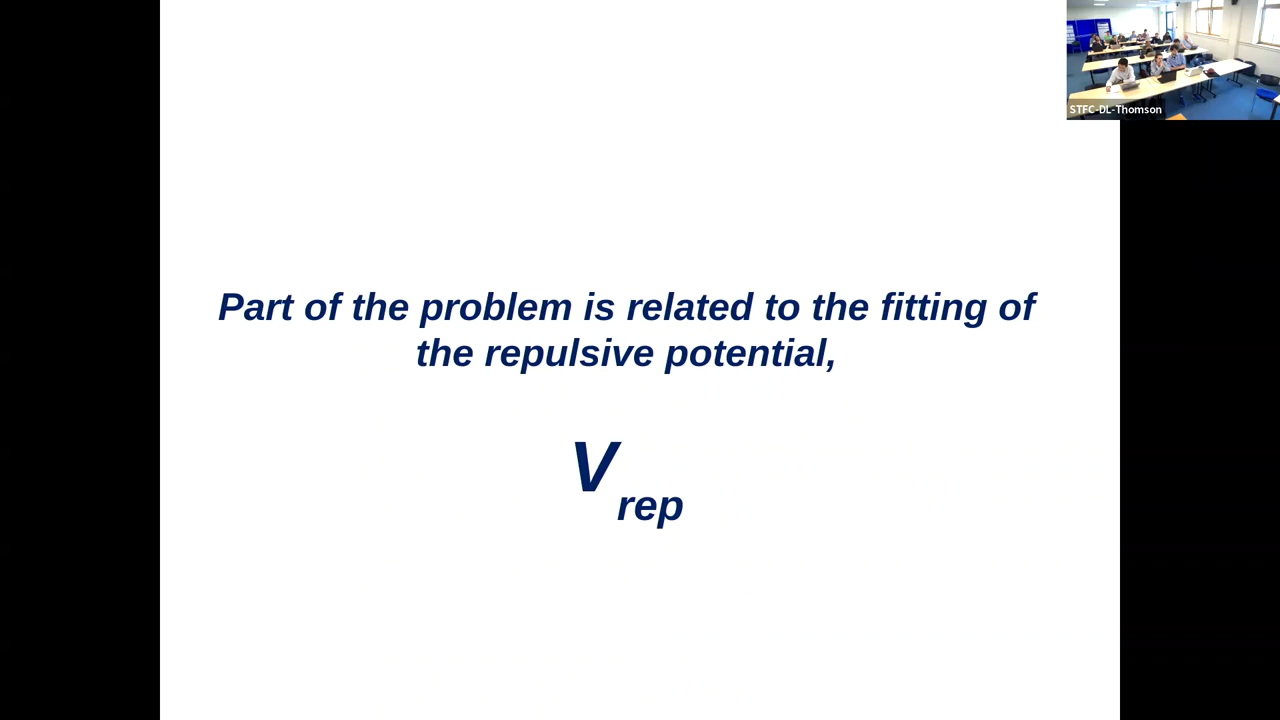 STFC-DL-Thomson
Part of the problem is related to the fitting of
the repulsive potential,
V rep